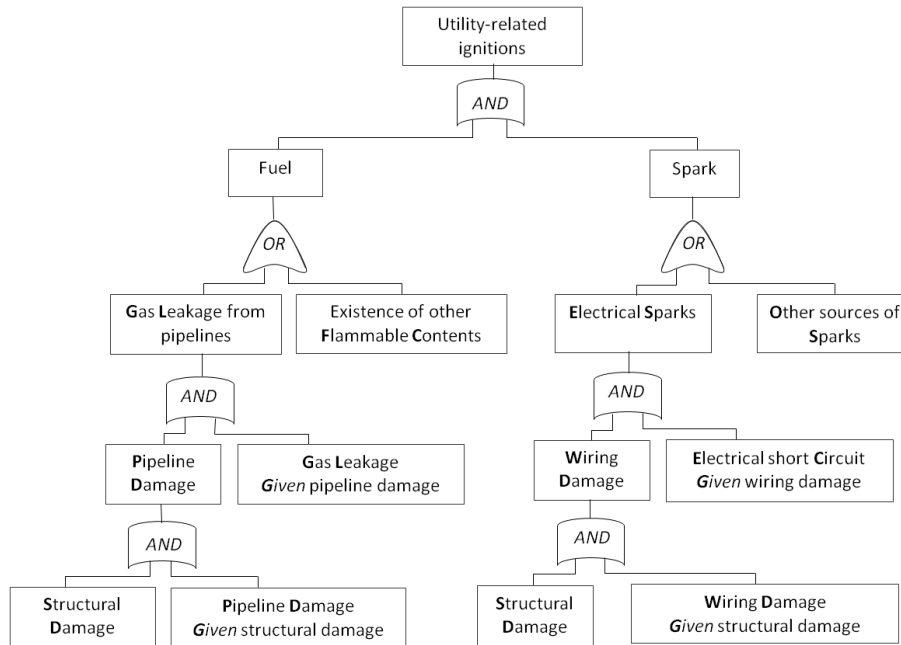 Utility-related
ignitions
AND
Fuel
Spark
OR
OR
Gas Leakage from
pipelines
Existence of other
Flammable Contents
Electrical Sparks
Other sources of
Sparks
AND
AND
Pipeline
Damage
Gas Leakage
Given pipeline damage
Wiring
Damage
Electrical short Circuit
Given wiring damage
AND
AND
Structural
Damage
Pipeline Damage
Given structural damage
Structural
Damage
Wiring Damage
Given structural damage